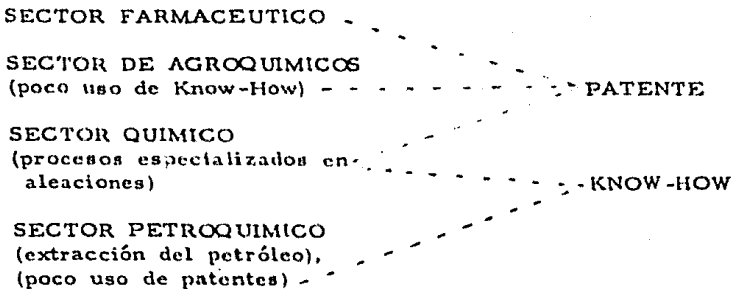 SECTOR FARMACEUTICO
SECTOR DE AGROQUIMICOS
(poco uso de Know-How)
PATENTE
SECTOR QUIMICO
(procesos especializados en
aleaciones)
KNOW-HOW
SECTOR PETROQUIMICO
(extracción del petróleo),
(poco uso de patentes)